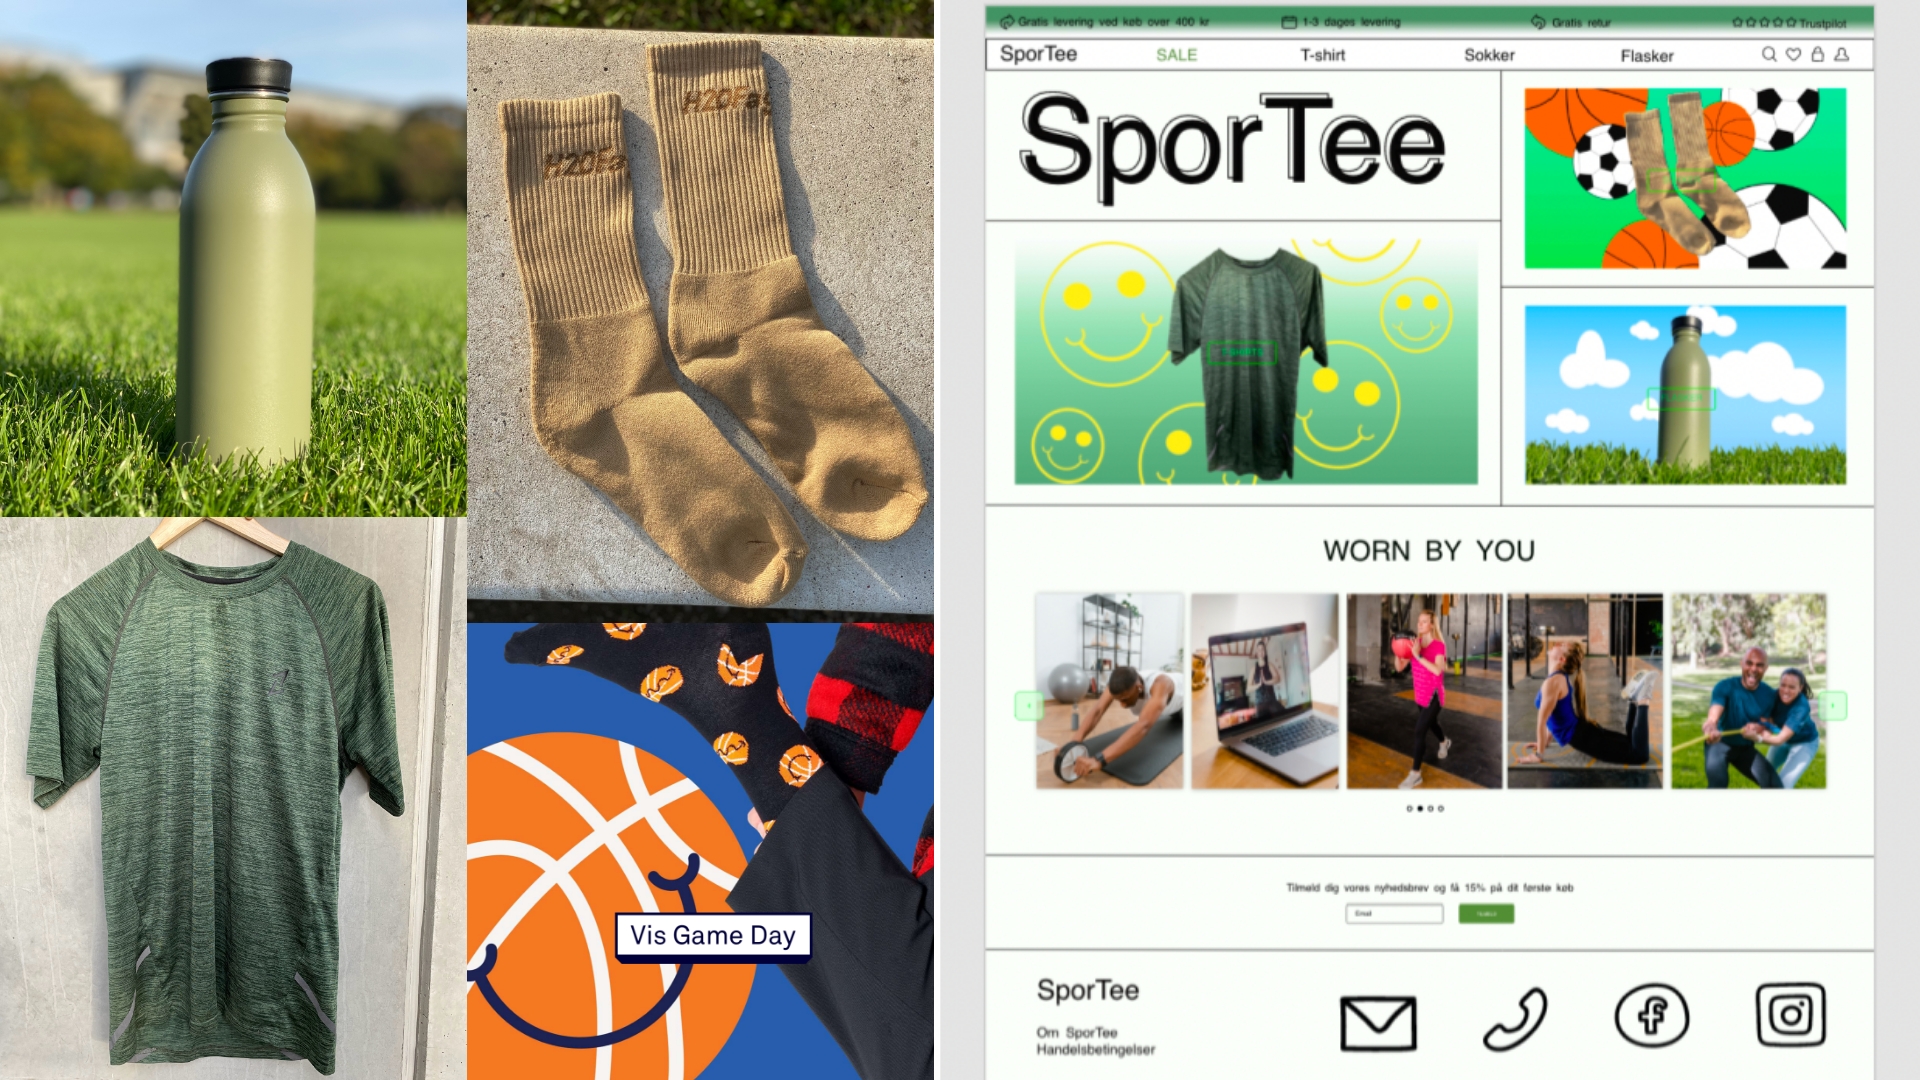 H2OFa
H2OFas
Vis Game Day
Gratis levering ved køb over 400 kr
1-3 dages levering
Gratis retur
Trustpilot
SporTee
SALE
T-shirt
Sokker
Flasker
SporTee
WORN BY YOU
Tilmeld dig vores nyhedsbrev og få 15% på dit første køb
Email
SporTee
Om SporTee
Handelsbetingelser